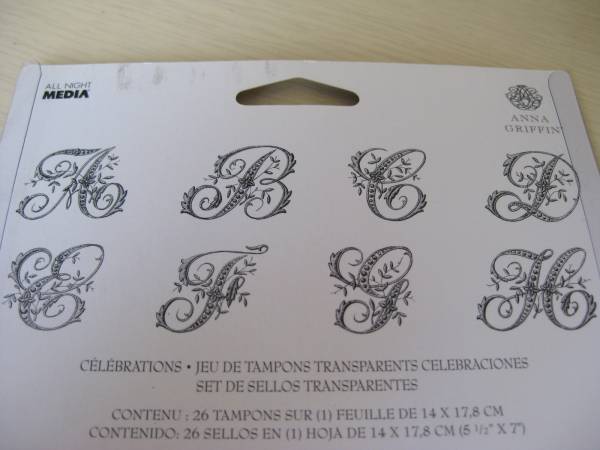 ALL NIGHT
MEDIA
ANNA
GRIFFIN
A B C D
E F G H
CÉLÉBRATIONS • JEU DE TAMPONS TRANSPARENTS CELEBRACIONES
SET DE SELLOS TRANSPARENTES
CONTENU : 26 TAMPONS SUR (1) FEUILLE DE 14 X 17,8 CM
CONTENIDO: 26 SELLOS EN (1) HOJA DE 14 X 17,8 CM (5 1/2" X 7")